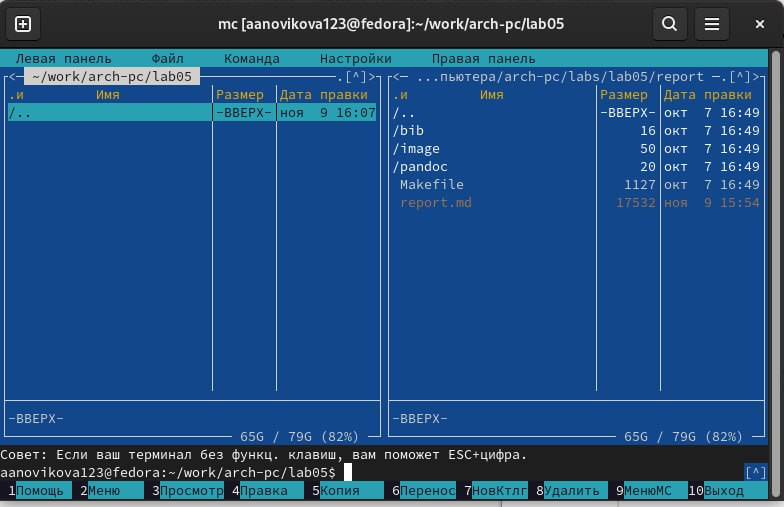 mc [aanovikova123@fedora]:~/work/arch-pc/lab05
Левая панель Файл Команда Настройки Правая панель
<─ ~/work/arch-pc/lab05 ─.[^]>
.и Имя Размер Дата правки
/.. -ВВЕРХ- ноя 9 16:07
-ВВЕРХ-
65G / 79G (82%)
<─ ...пьютера/arch-pc/labs/lab05/report ─.[^]>
.и Имя Размер Дата правки
/.. -ВВЕРХ- окт 7 16:49
/bib 16 окт 7 16:49
/image 50 окт 7 16:49
/pandoc 20 окт 7 16:49
Makefile 1127 окт 7 16:49
report.md 17532 ноя 9 15:54
-ВВЕРХ-
65G / 79G (82%)
Совет: Если ваш терминал без функц. клавиш, вам поможет ESC+цифра.
aanovikova123@fedora:~/work/arch-pc/lab05$ [^]
1Помощь 2Меню 3Просмотр 4Правка 5Копия 6Перенос 7НовКтлг 8Удалить 9МенюМС 10Выход